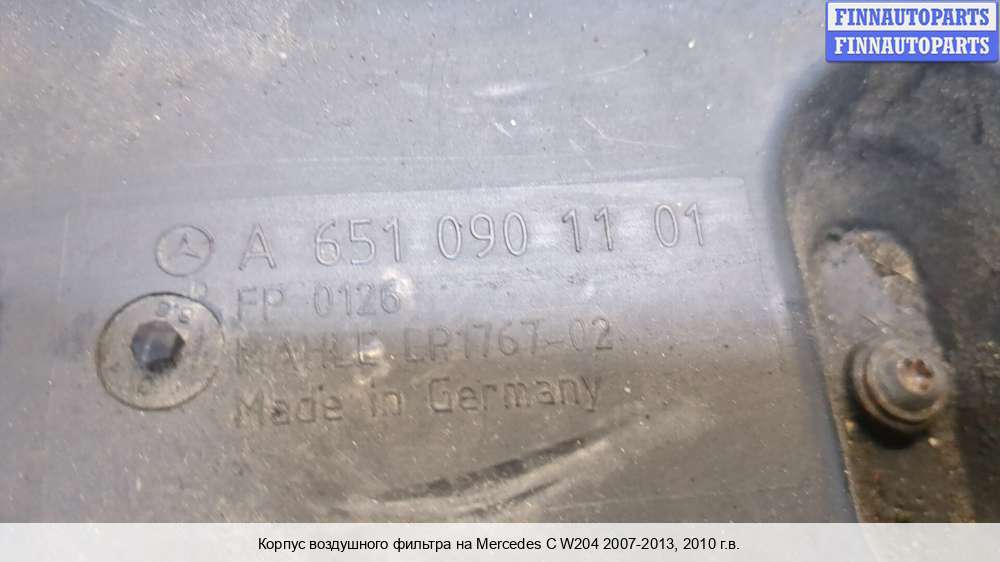 FINNAUTOPARTS
FINNAUTOPARTS
A 651 090 11 01
FP 0126
MAHLE LP1767-02
Made in Germany
Корпус воздушного фильтра на Mercedes C W204 2007-2013, 2010 г.в.